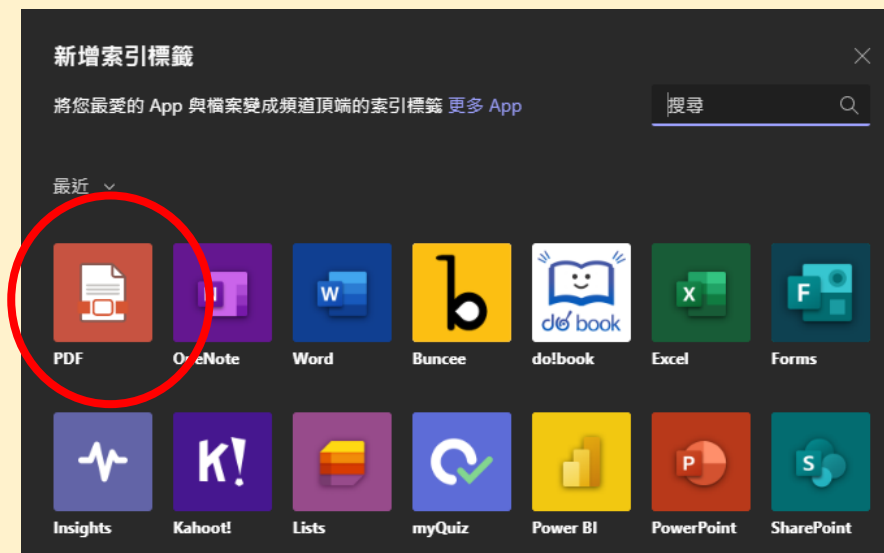 新增索引標籤
將您最愛的 App 與檔案變成頻道頂端的索引標籤 更多 App
搜尋
最近
N W dó book X F
PDF OneNote Word Buncee do!book Excel Forms
K! P S
Insights Kahoot! Lists myQuiz Power BI PowerPoint SharePoint